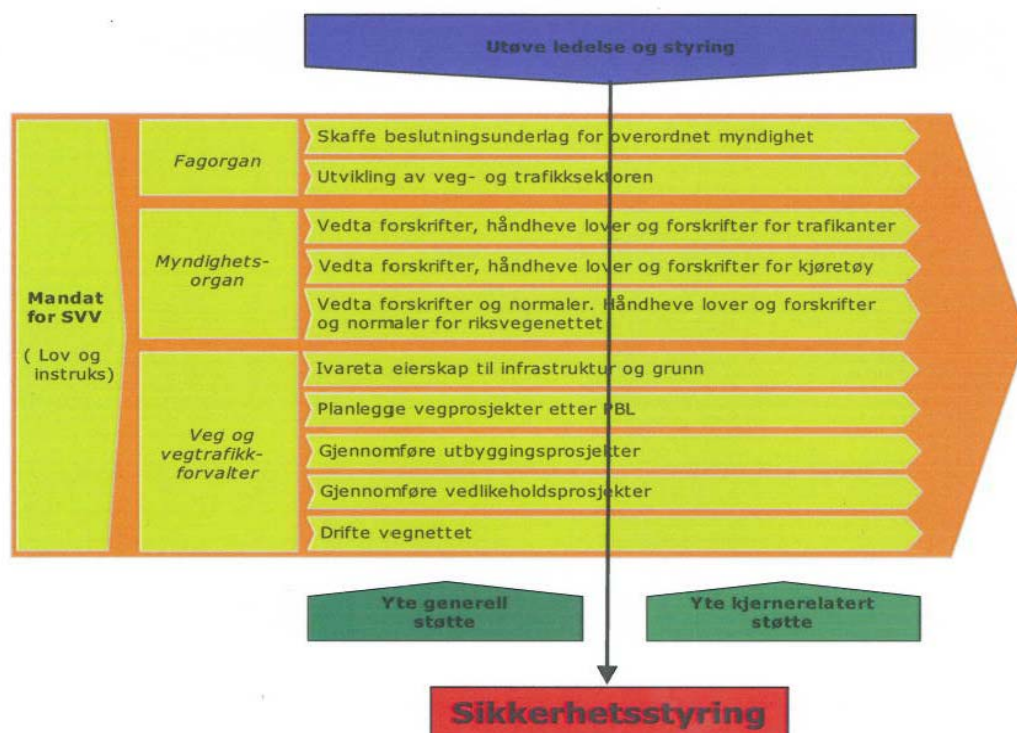 Utøve ledelse og styring
Mandat
for SVV
( Lov og
instruks)
Fagorgan
Skaffe beslutningsunderlag for overordnet myndighet
Utvikling av veg- og trafikksektoren
Myndighets-
organ
Vedta forskrifter, håndheve lover og forskrifter for trafikanter
Vedta forskrifter, håndheve lover og forskrifter for kjøretøy
Vedta forskrifter og normaler. Håndheve lover og forskrifter
og normaler for riksvegenettet
Veg og
vegtrafikk-
forvalter
Ivareta eierskap til infrastruktur og grunn
Planlegge vegprosjekter etter PBL
Gjennomføre utbyggingsprosjekter
Gjennomføre vedlikeholdsprosjekter
Drifte vegnettet
Yte generell
støtte
Yte kjernerelatert
støtte
Sikkerhetsstyring